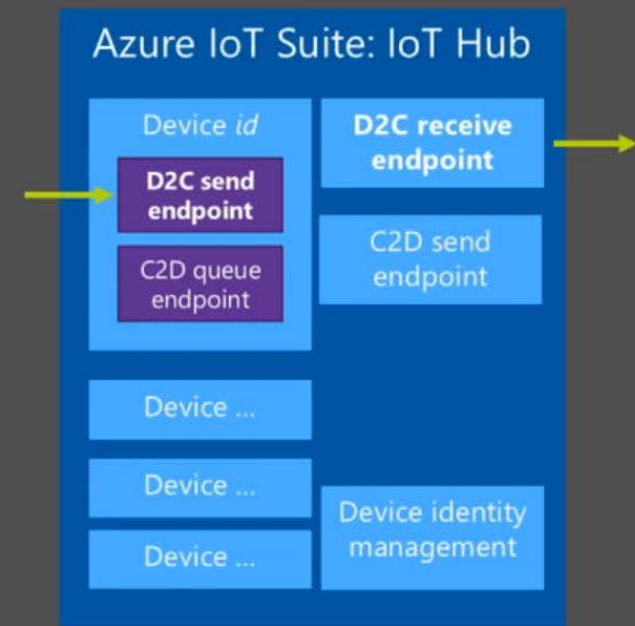 Azure IoT Suite: IoT Hub
Device id
D2C send
endpoint
C2D queue
endpoint
Device ...
Device ...
Device ...
D2C receive
endpoint
C2D send
endpoint
Device identity
management